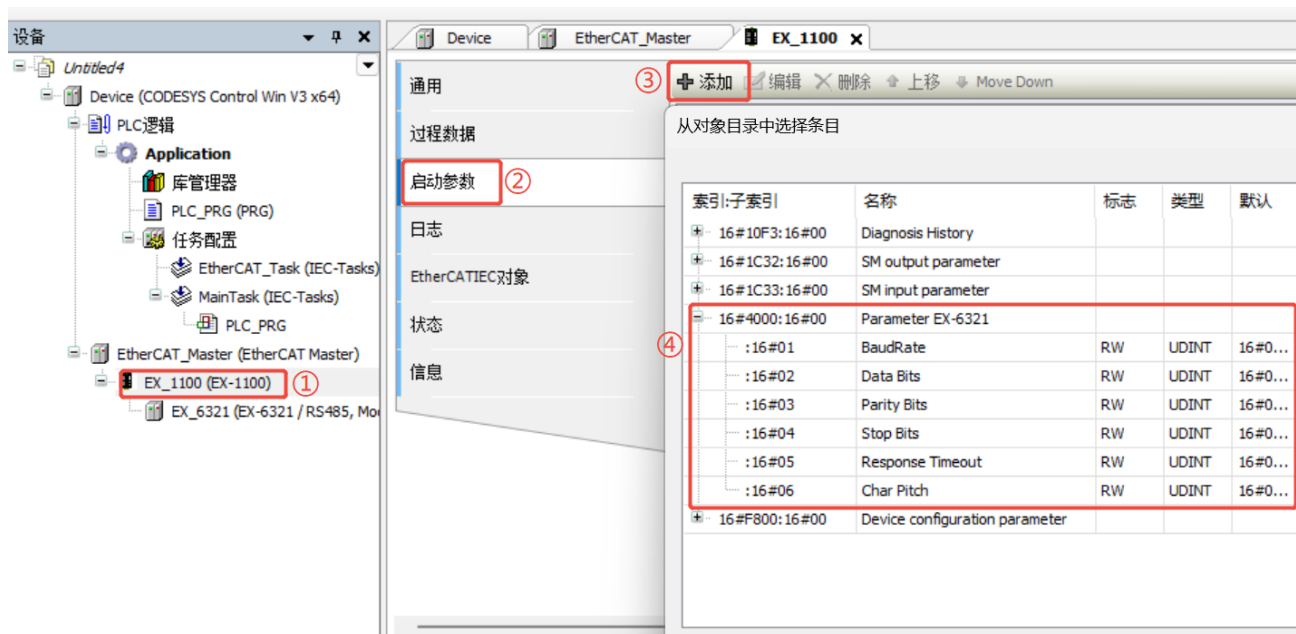 设备
Untitled4
Device (CODESYS Control Win V3 x64)
PLC逻辑
Application
库管理器
PLC_PRG (PRG)
任务配置
EtherCAT_Task (IEC-Tasks)
MainTask (IEC-Tasks)
PLC_PRG
EtherCAT_Master (EtherCAT Master)
EX_1100 (EX-1100) ①
EX_6321 (EX-6321 / RS485, Mo
Device EtherCAT_Master EX_1100
通用
过程数据
启动参数 ②
日志
EtherCATIEC对象
状态
信息
③ 添加 编辑 删除 上移 Move Down
从对象目录中选择条目
索引:子索引 名称 标志 类型 默认
16#10F3:16#00 Diagnosis History
16#1C32:16#00 SM output parameter
16#1C33:16#00 SM input parameter
16#4000:16#00 Parameter EX-6321
④ :16#01 BaudRate RW UDINT 16#0...
:16#02 Data Bits RW UDINT 16#0...
:16#03 Parity Bits RW UDINT 16#0...
:16#04 Stop Bits RW UDINT 16#0...
:16#05 Response Timeout RW UDINT 16#0...
:16#06 Char Pitch RW UDINT 16#0...
16#F800:16#00 Device configuration parameter